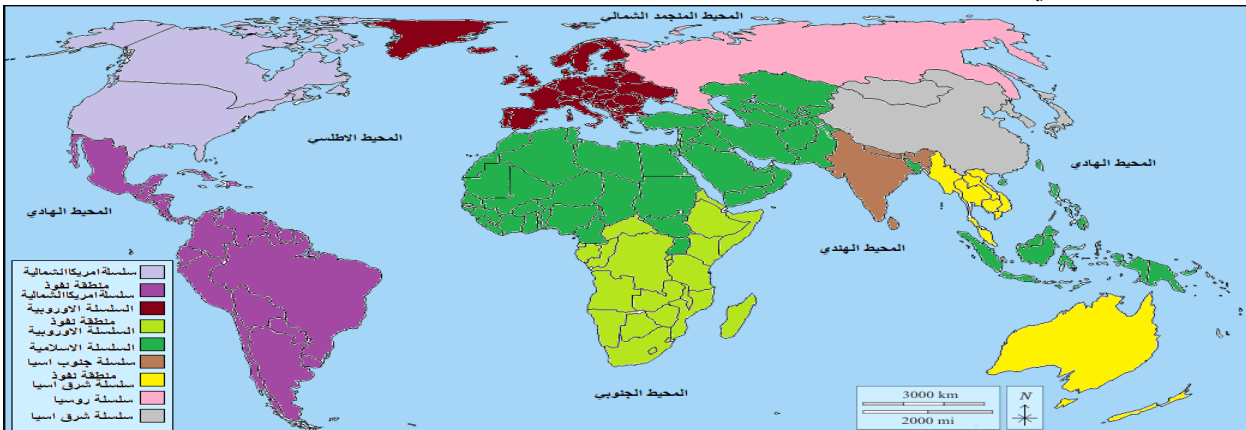 المحيط المتجمد الشمالي
المحيط الاطلسي
المحيط الهادي
المحيط الهادي
المحيط الهندي
المحيط الجنوبي
سلسلة امريكا الشمالية
منطقة نفوذ
سلسلة امريكا الشمالية
السلسلة الاوروبية
منطقة نفوذ
السلسلة الاوروبية
السلسلة الاسلامية
سلسلة جنوب اسيا
منطقة نفوذ
سلسلة شرق اسيا
سلسلة روسيا
سلسلة شرق اسيا
3000 km
2000 mi
N